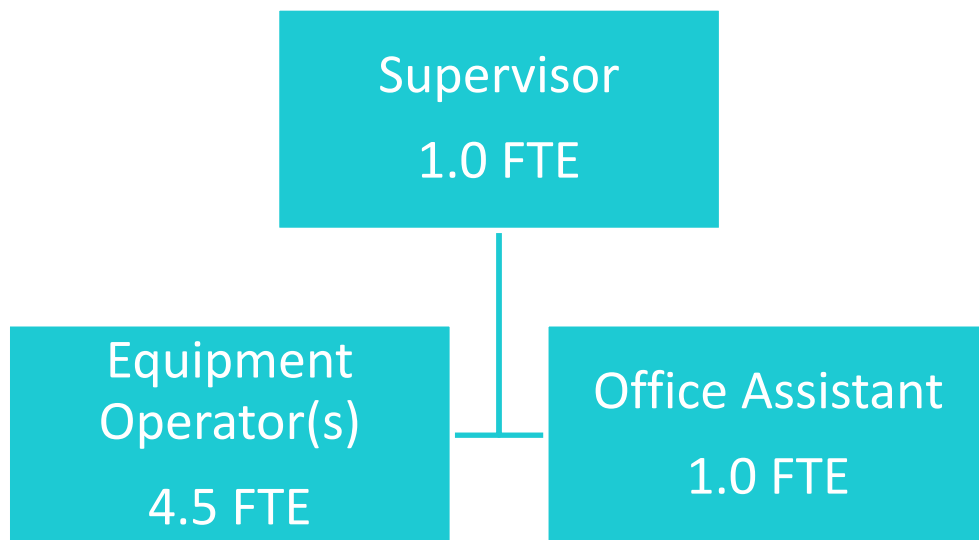 Supervisor
1.0 FTE
Equipment
Operator(s)
4.5 FTE
Office Assistant
1.0 FTE